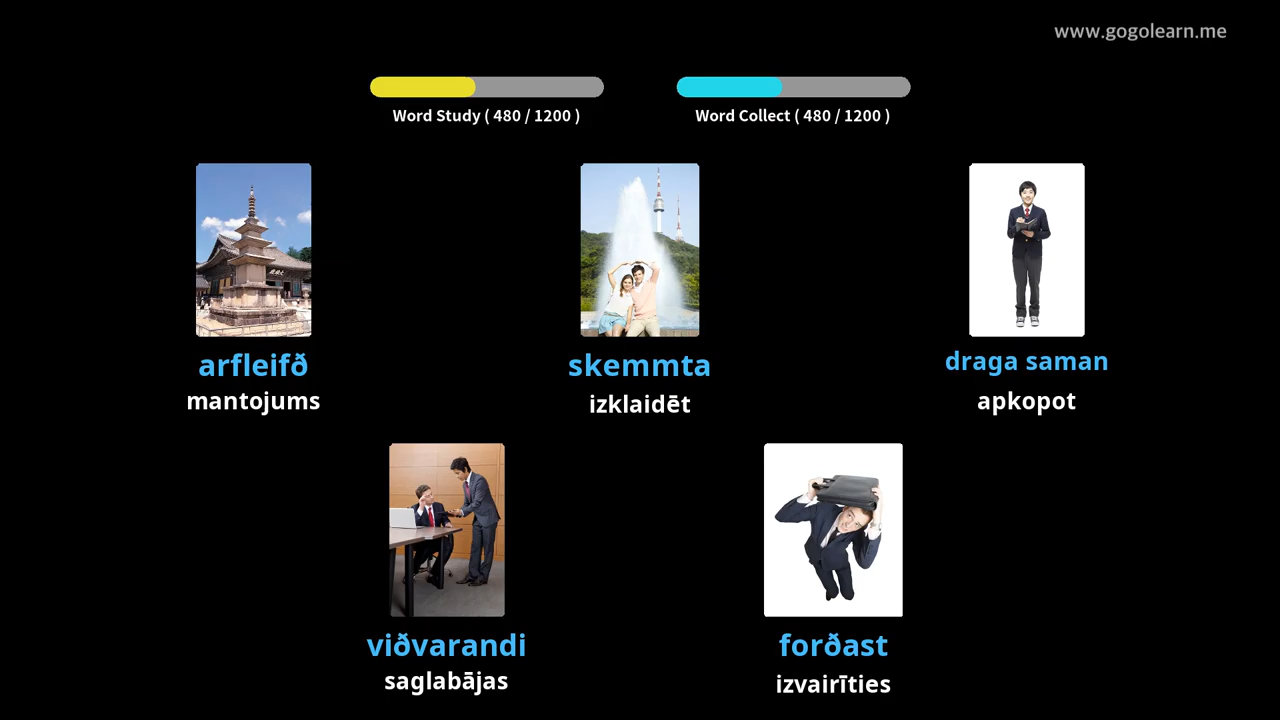 www.gogolearn.me
Word Study ( 480 / 1200 )
Word Collect ( 480 / 1200 )
arfleifð
mantojums
skemmta
izklaidēt
draga saman
apkopot
viðvarandi
saglabājas
forðast
izvairīties